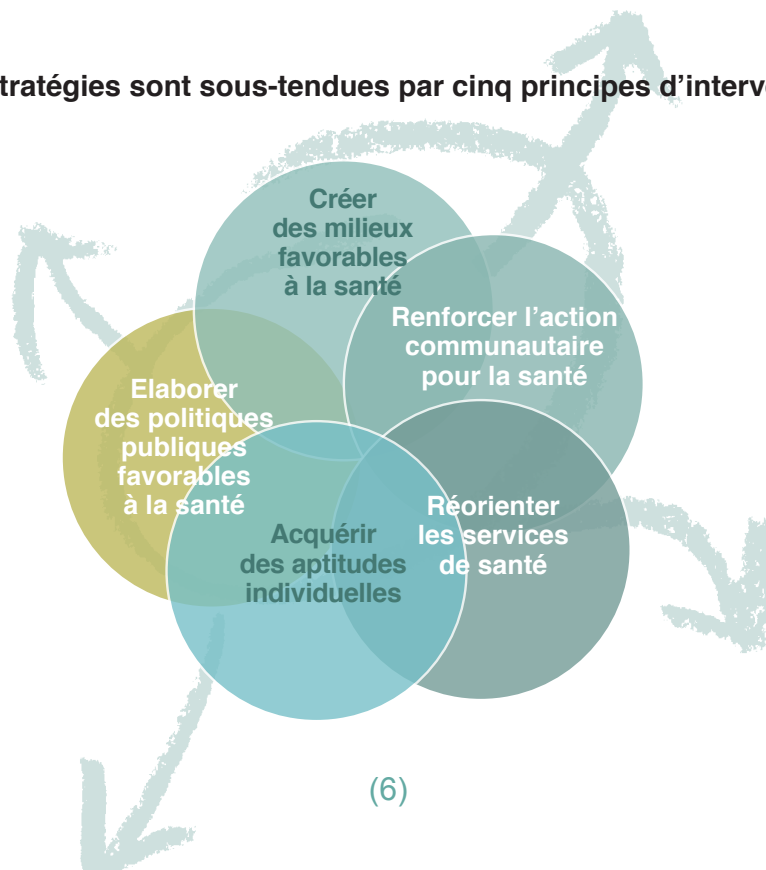 tratégies sont sous-tendues par cinq principes d'interv
Créer
des milieux
favorables
à la santé
Renforcer l'action
communautaire
pour la santé
Elaborer
des politiques
publiques
favorables
à la santé
Réorienter
les services
de santé
Acquérir
des aptitudes
individuelles
(6)